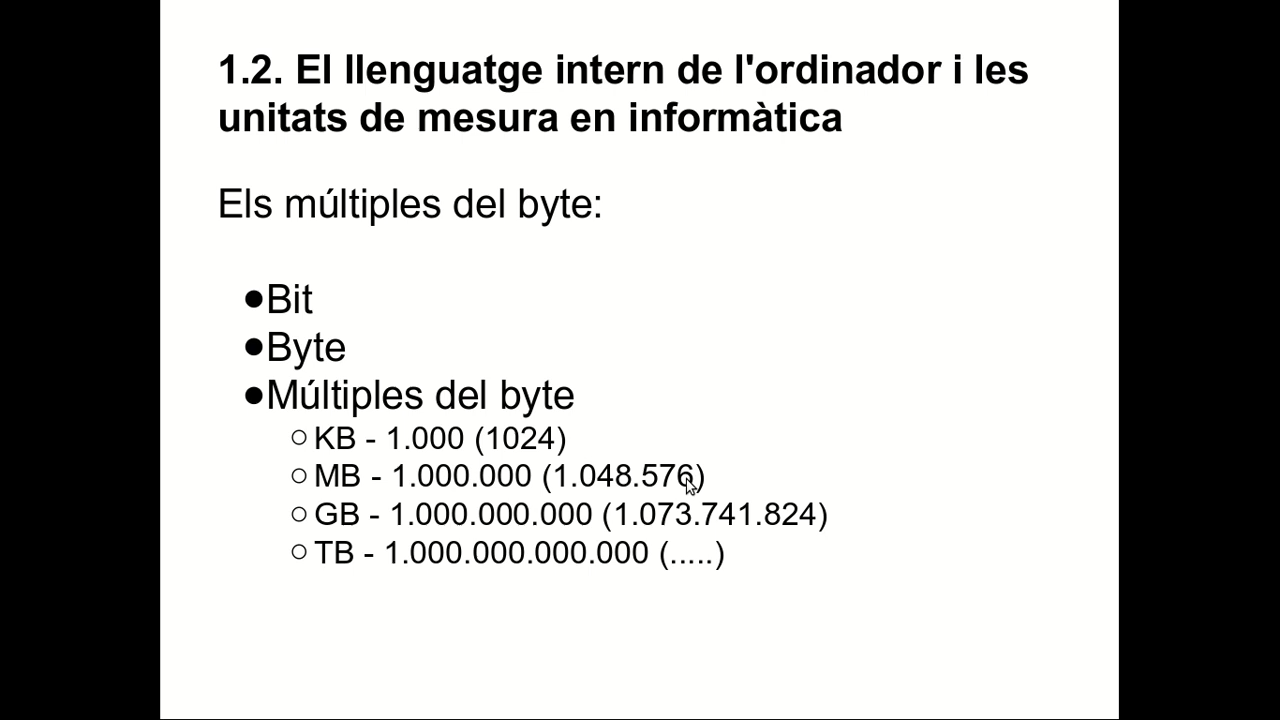 1.2. El llenguatge intern de l'ordinador i les
unitats de mesura en informàtica
Els múltiples del byte:
●Bit
●Byte
●Múltiples del byte
○KB - 1.000 (1024)
○MB - 1.000.000 (1.048.576)
○GB - 1.000.000.000 (1.073.741.824)
○TB - 1.000.000.000.000 (.....)